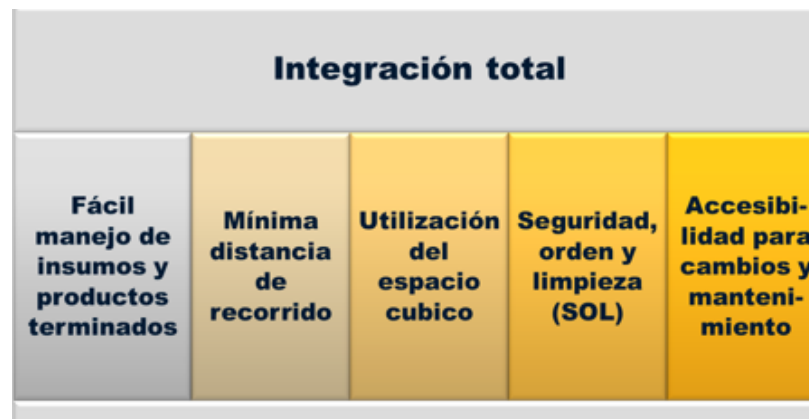 Integración total
Fácil
manejo de
insumos y
productos
terminados
Mínima
distancia
de
recorrido
Utilización
del
espacio
cubico
Seguridad,
orden y
limpieza
(SOL)
Accesibi-
lidad para
cambios y
manteni-
miento